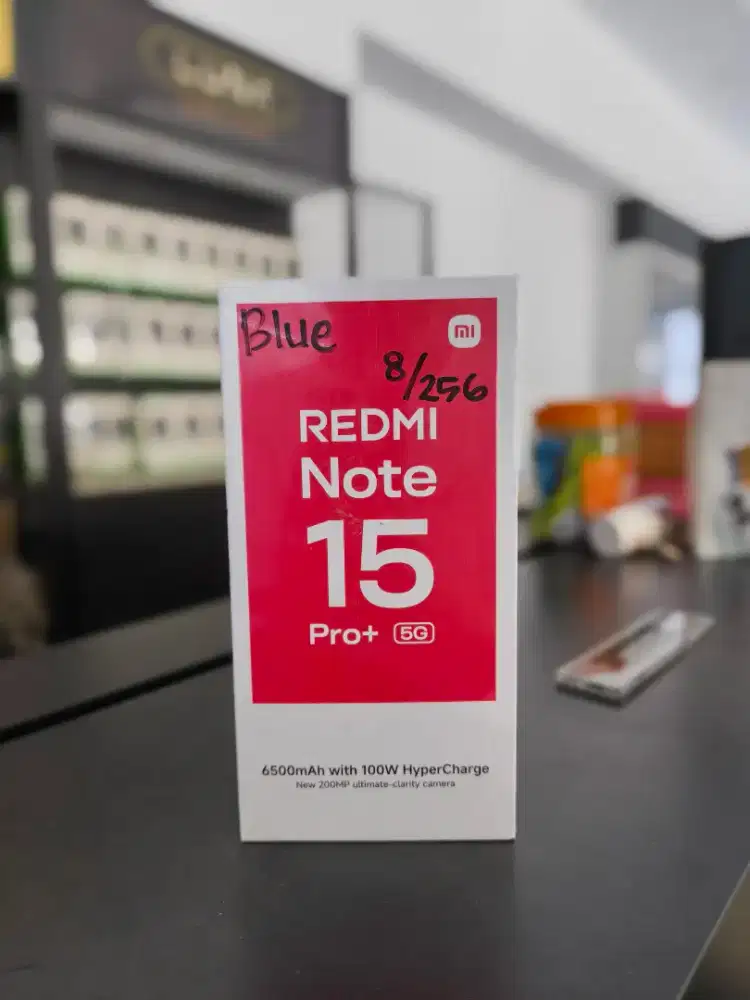 Blue
mi
8/256
REDMI
Note
15
Pro+ 5G
6500mAh with 100W HyperCharge
New 200MP ultimate-clarity camera